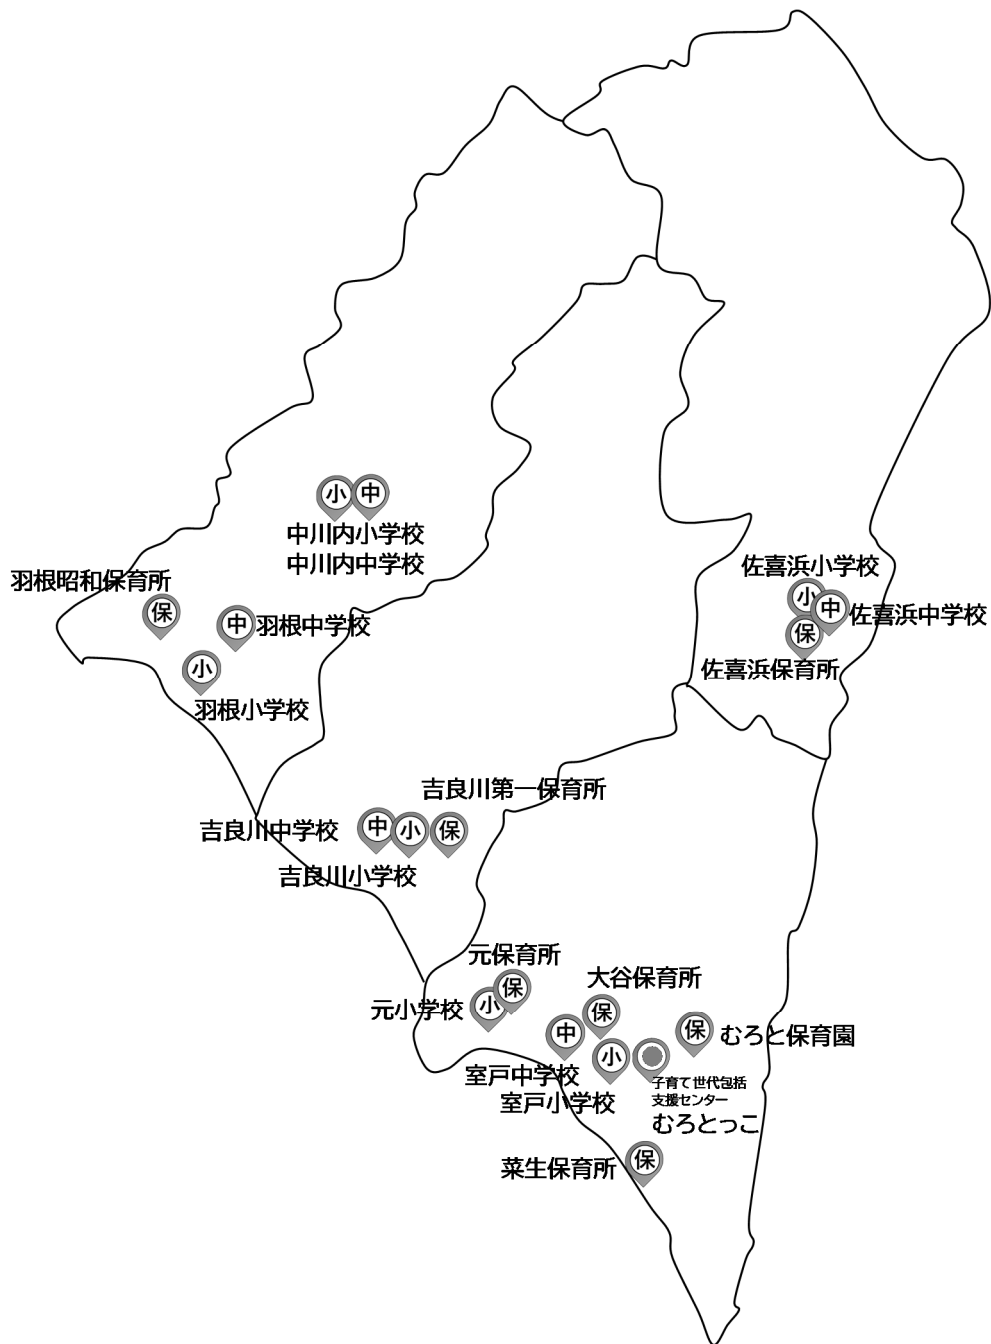 小
中
中川内小学校
中川内中学校
羽根昭和保育所
保
中
羽根中学校
小
羽根小学校
佐喜浜小学校
小
中
佐喜浜中学校
保
佐喜浜保育所
吉良川第一保育所
吉良川中学校
中
小
保
吉良川小学校
元保育所
保
元小学校
小
大谷保育所
保
中
室戸中学校
小
室戸小学校
保
むろと保育園
子育て世代包括
支援センター
むろとっこ
菜生保育所
保